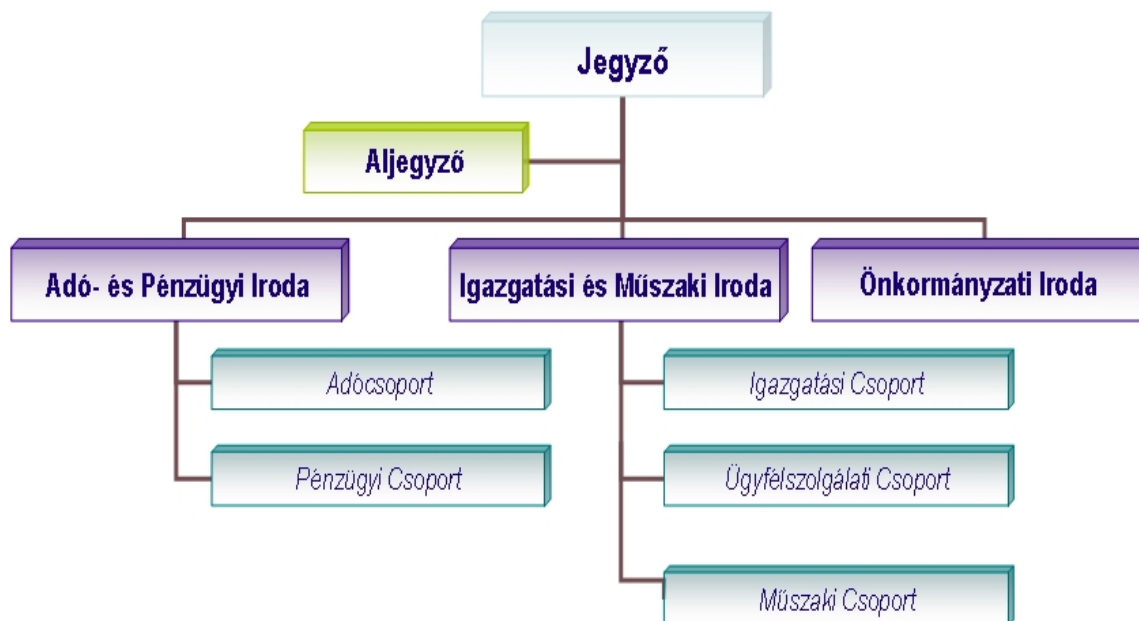 Jegyző
Aljegyző
Adó- és Pénzügyi Iroda
Igazgatási és Műszaki Iroda
Önkormányzati Iroda
Adócsoport
Igazgatási Csoport
Pénzügyi Csoport
Ügyfélszolgálati Csoport
Műszaki Csoport